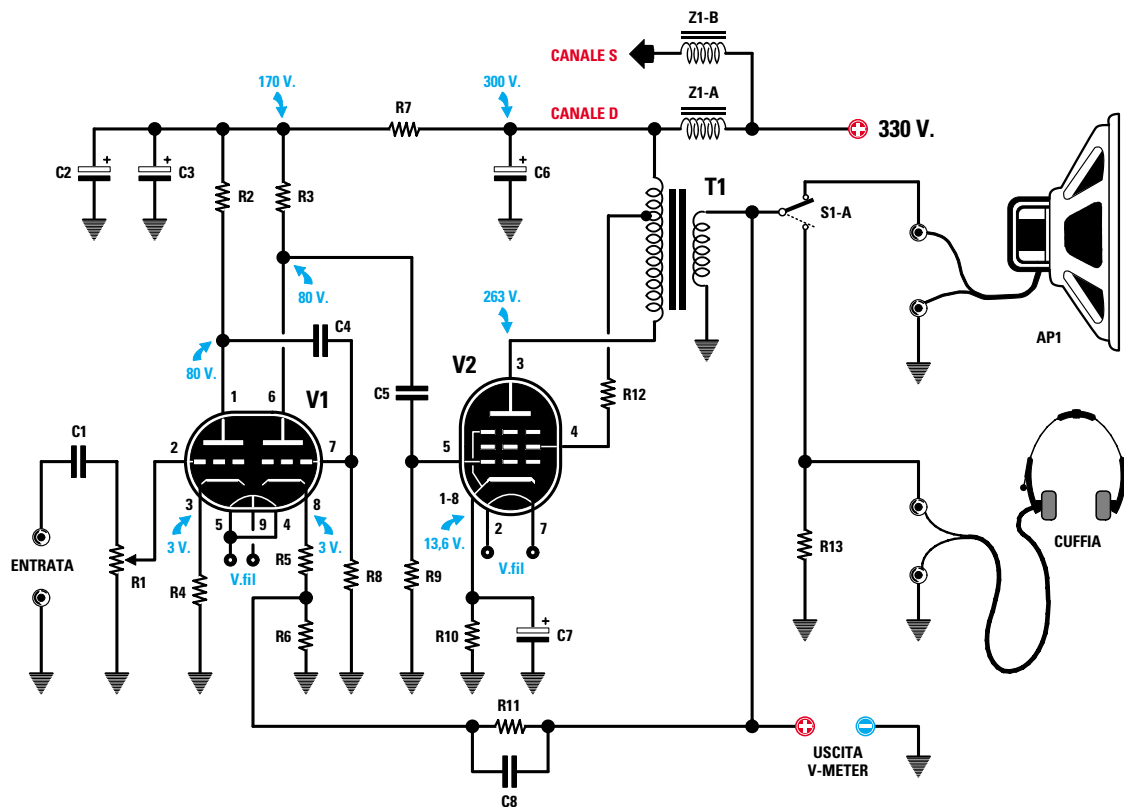 Z1-B
CANALE S
170 V.
300 V.
Z1-A
R7
CANALE D
+ 330 V.
+
C2
+
C3
R2
R3
+
C6
T1
S1-A
80 V.
263 V.
AP1
C4
80 V.
V2
3
R12
1
6
V1
C5
C1
2
7
5
4
3
8
5
9
4
1-8
2
7
3 V.
3 V.
13,6 V.
ENTRATA
R1
V.fil
R5
R8
R9
V.fil
R13
CUFFIA
R4
R6
R10
+
C7
R11
C8
+
−
USCITA
V-METER